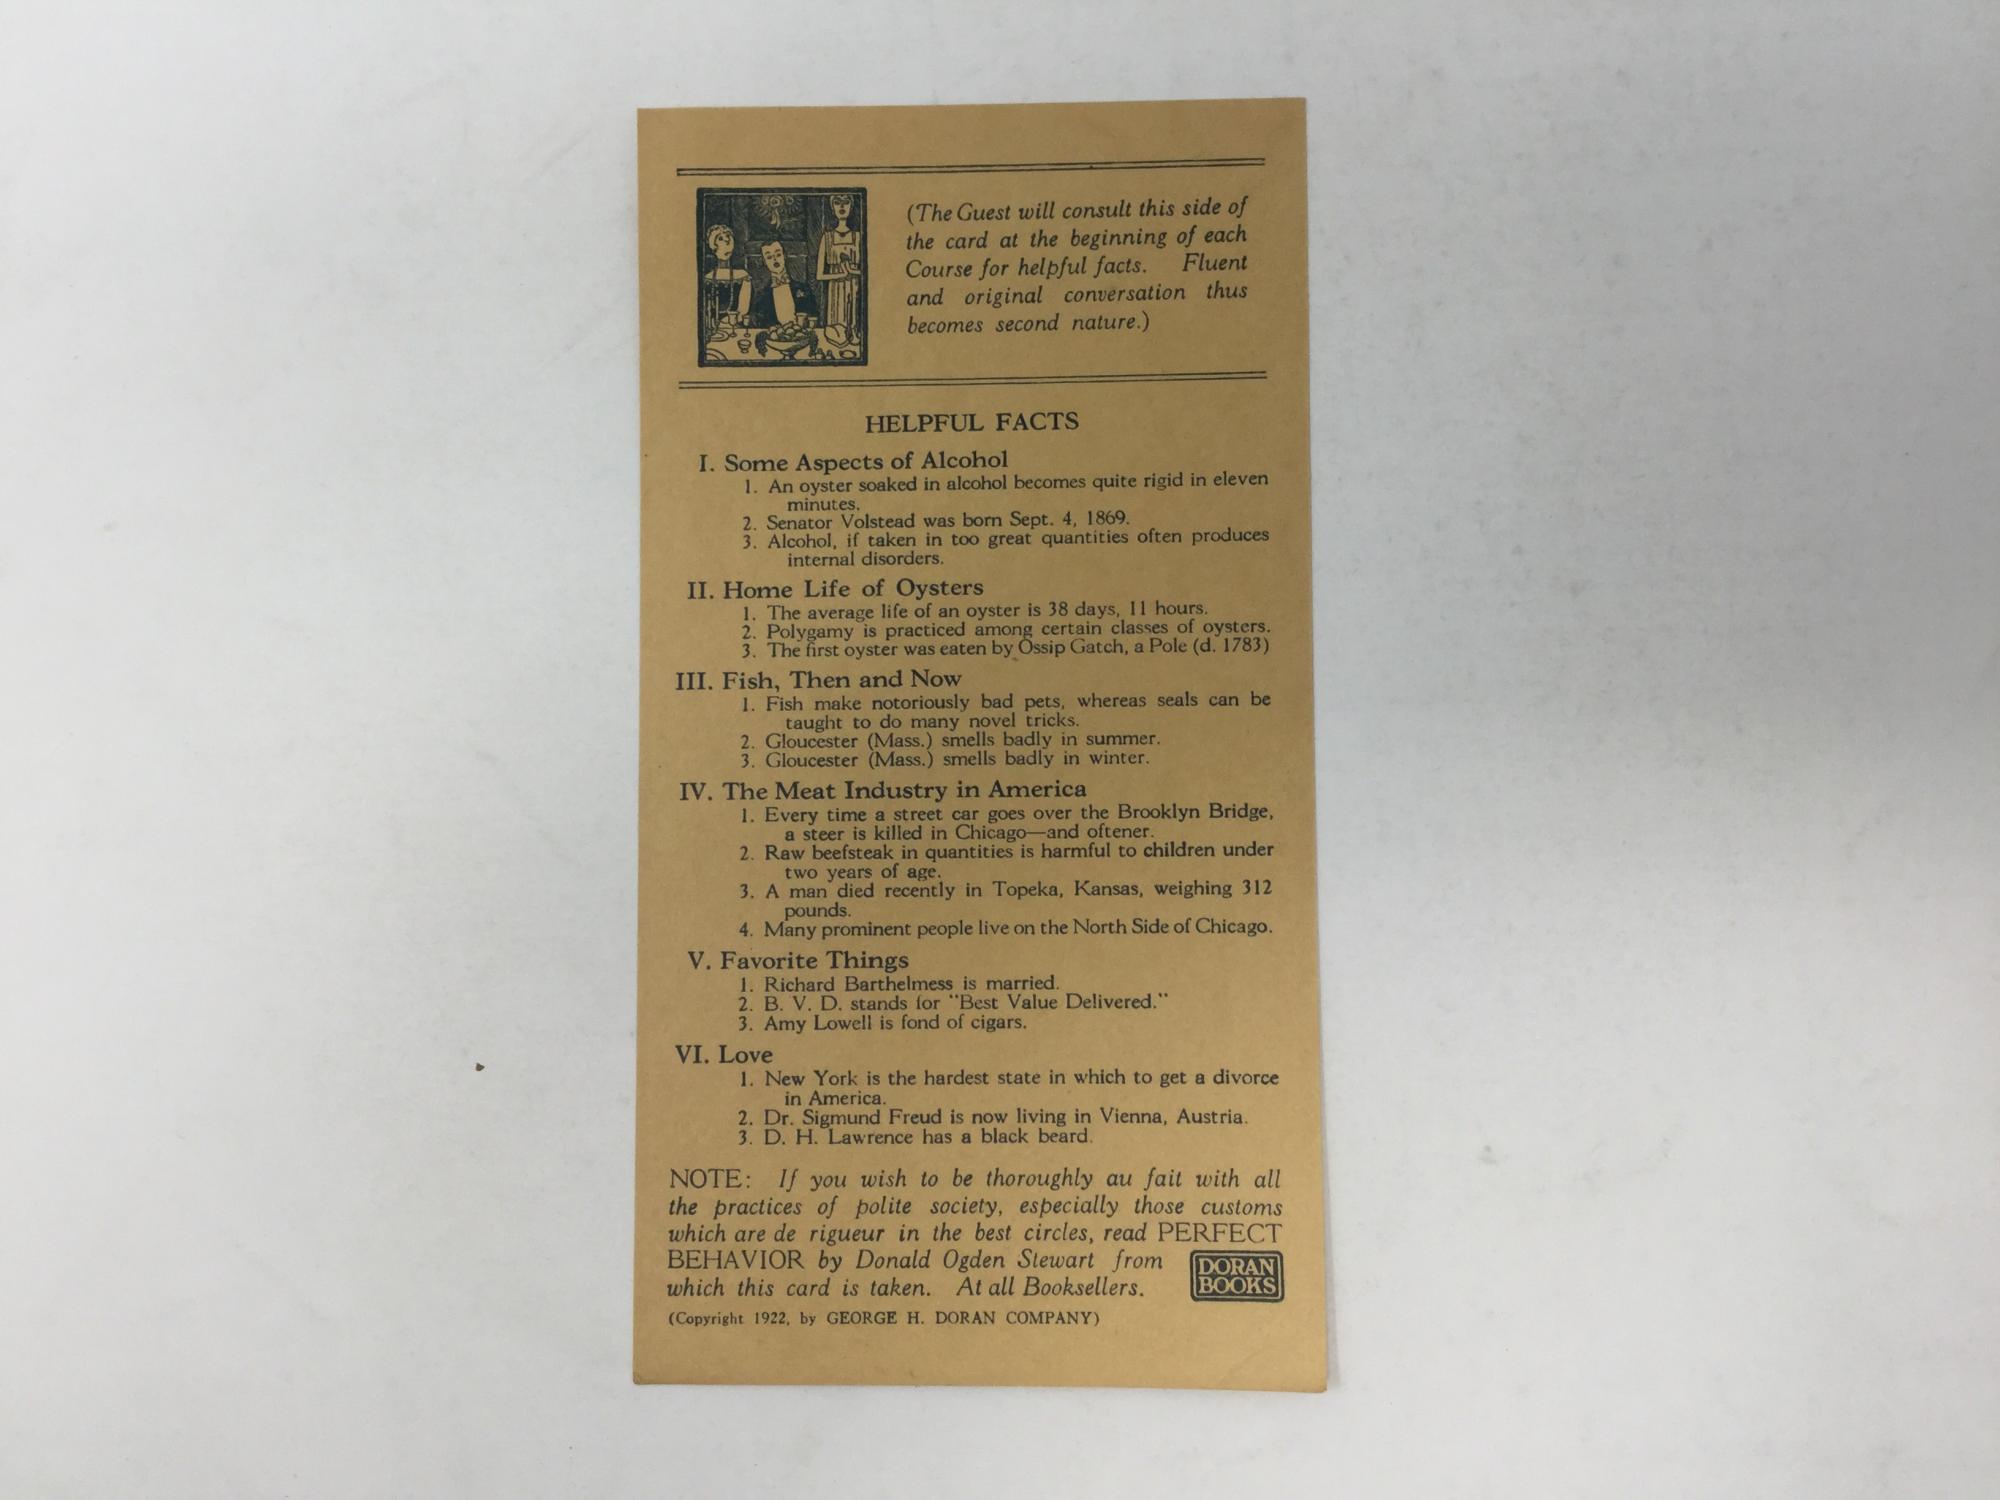 (The Guest will consult this side of
the card at the beginning of each
Course for helpful facts. Fluent
and original conversation thus
becomes second nature.)
HELPFUL FACTS
I. Some Aspects of Alcohol
1. An oyster soaked in alcohol becomes quite rigid in eleven
minutes.
2. Senator Volstead was born Sept. 4, 1869.
3. Alcohol, if taken in too great quantities often produces
internal disorders.
II. Home Life of Oysters
1. The average life of an oyster is 38 days, 11 hours.
2. Polygamy is practiced among certain classes of oysters.
3. The first oyster was eaten by Ossip Gatch, a Pole (d. 1783)
III. Fish, Then and Now
1. Fish make notoriously bad pets, whereas seals can be
taught to do many novel tricks.
2. Gloucester (Mass.) smells badly in summer.
3. Gloucester (Mass.) smells badly in winter.
IV. The Meat Industry in America
1. Every time a street car goes over the Brooklyn Bridge,
a steer is killed in Chicago—and oftener.
2. Raw beefsteak in quantities is harmful to children under
two years of age.
3. A man died recently in Topeka, Kansas, weighing 312
pounds.
4. Many prominent people live on the North Side of Chicago.
V. Favorite Things
1. Richard Barthelmess is married.
2. B. V. D. stands for "Best Value Delivered."
3. Amy Lowell is fond of cigars.
VI. Love
1. New York is the hardest state in which to get a divorce
in America.
2. Dr. Sigmund Freud is now living in Vienna, Austria.
3. D. H. Lawrence has a black beard.
NOTE: If you wish to be thoroughly au fait with all
the practices of polite society, especially those customs
which are de rigueur in the best circles, read PERFECT
BEHAVIOR by Donald Ogden Stewart from
which this card is taken. At all Booksellers.
DORAN
BOOKS
(Copyright 1922, by GEORGE H. DORAN COMPANY)